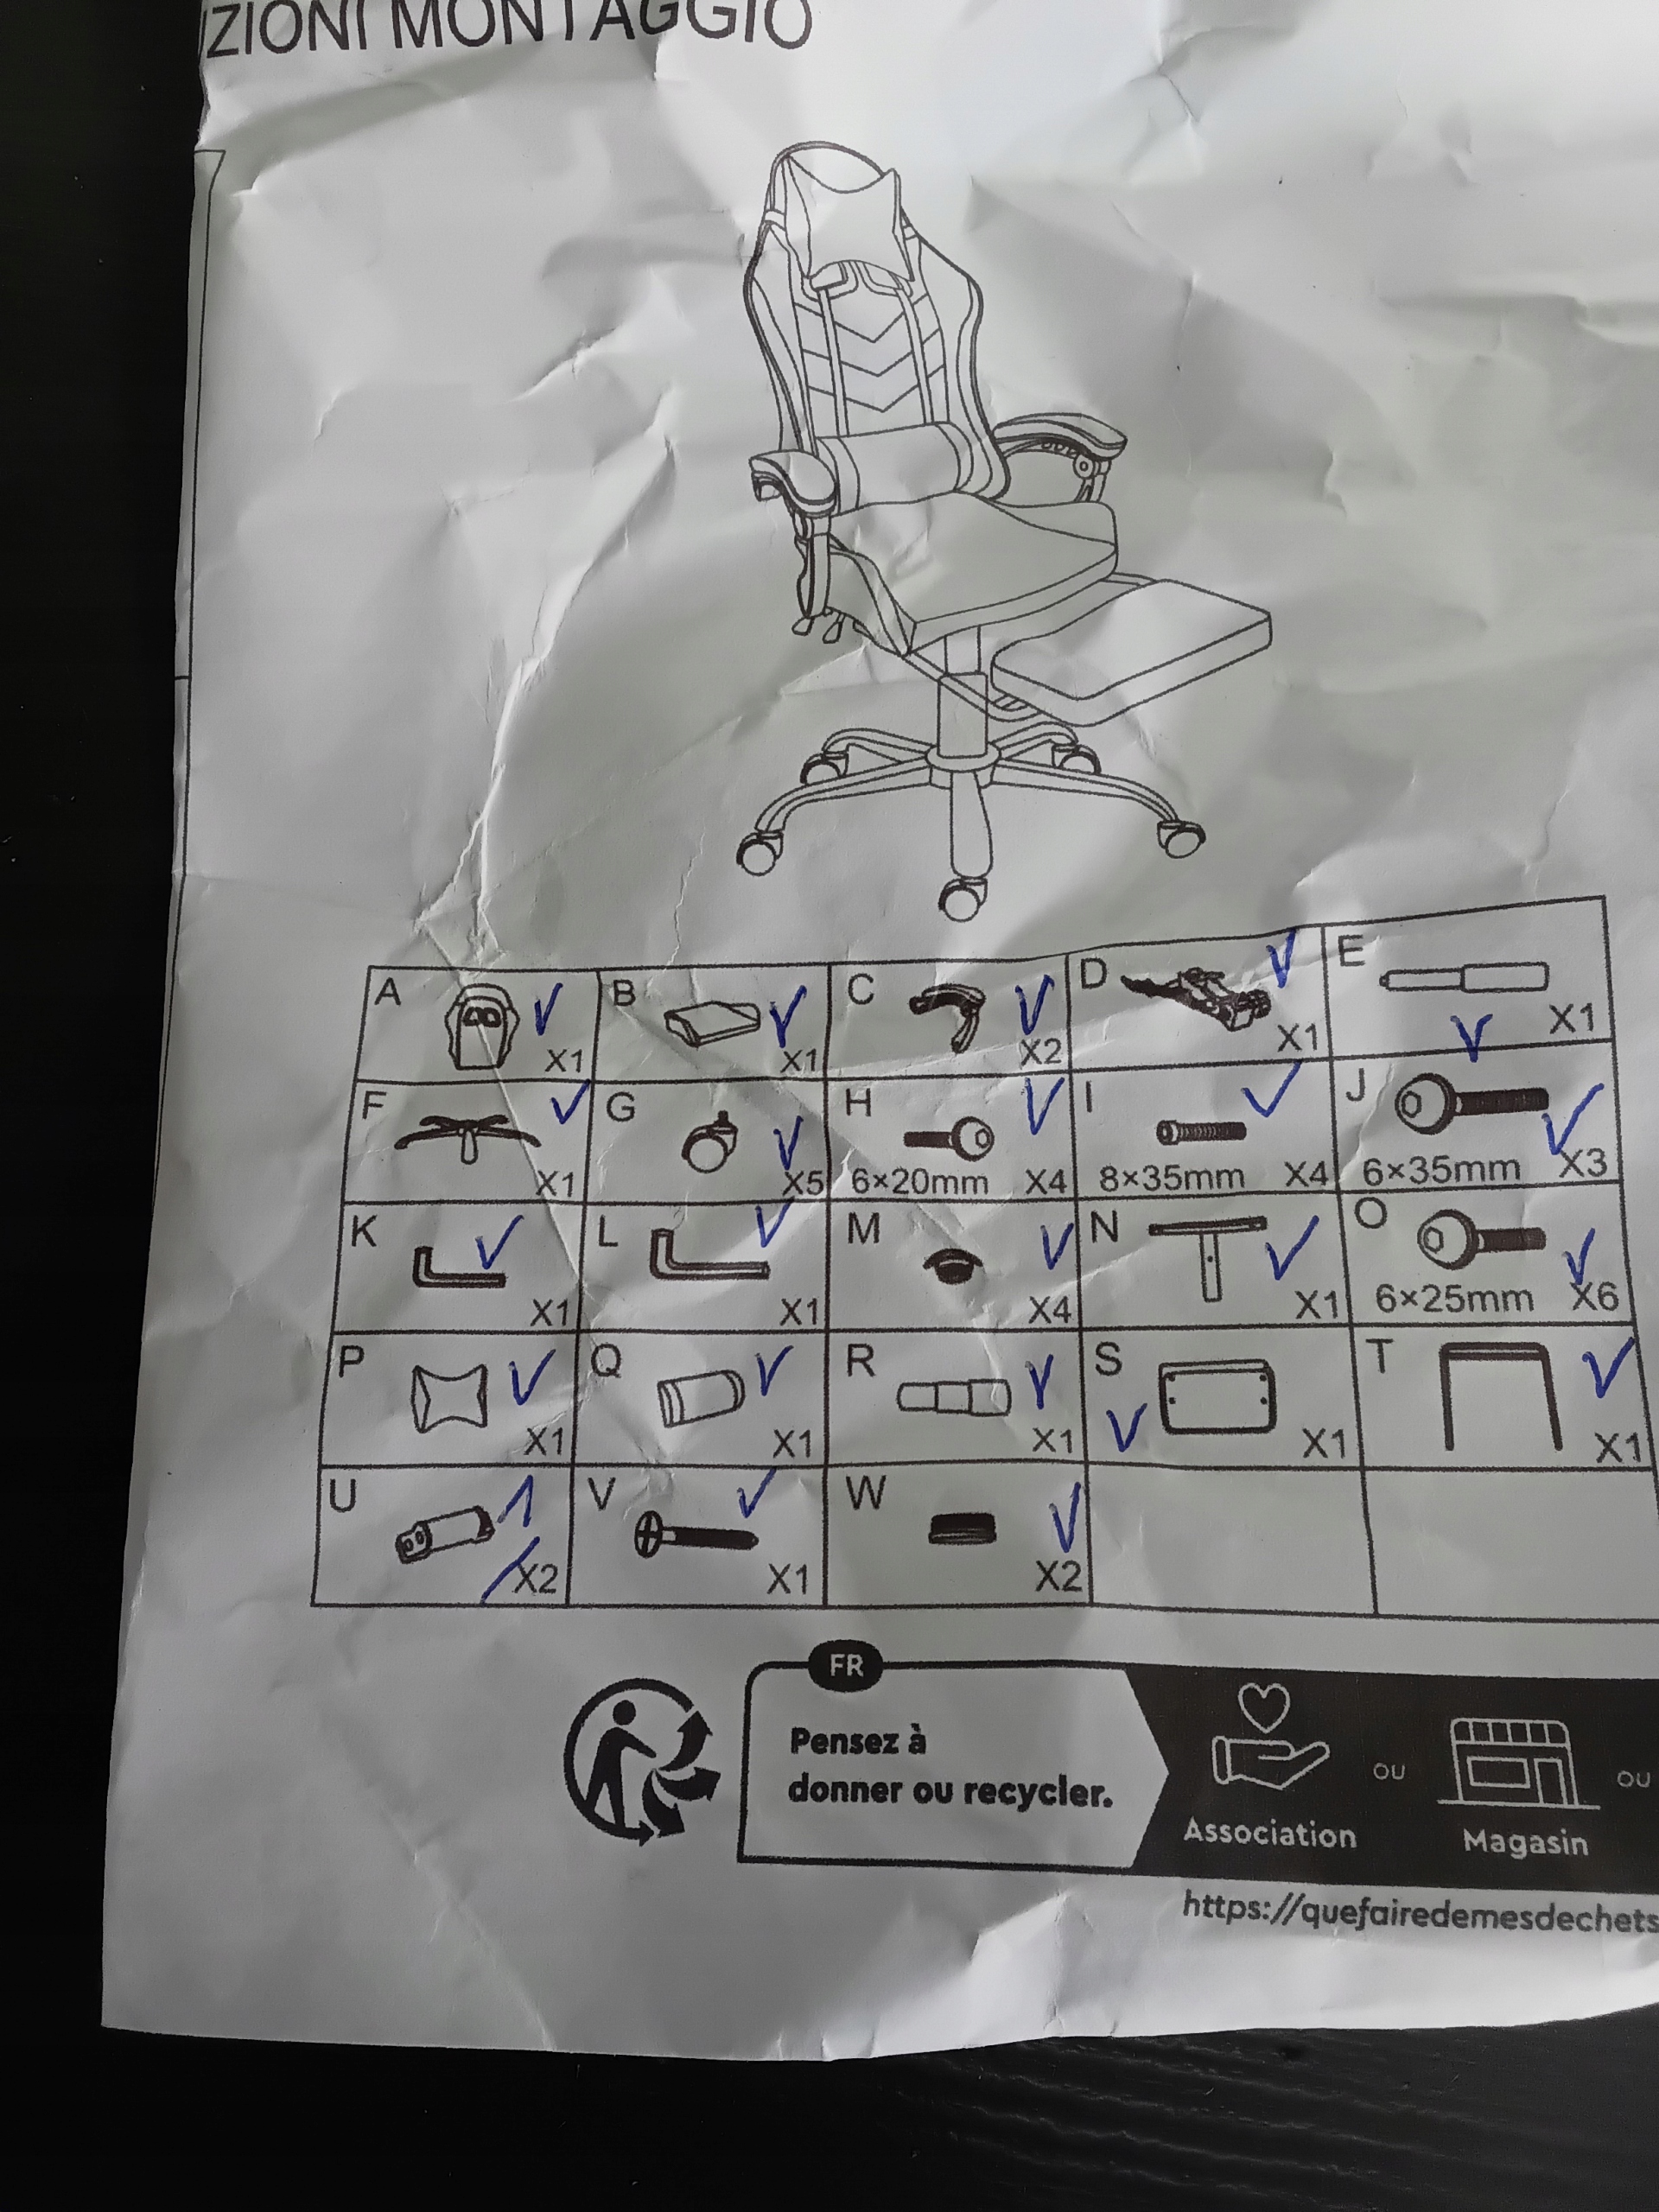 IZIONI MONTAGGIO
A ✓ X1
B ✓ X1
C ✓ X2
D ✓ X1
E ✓ X1
F ✓ X1
G ✓ X5
H ✓ 6×20mm X4
I ✓ 8×35mm X4
J ✓ 6×35mm X3
K ✓ X1
L ✓ X1
M ✓ X4
N ✓ X1
O ✓ 6×25mm X6
P ✓ X1
Q ✓ X1
R ✓ X1
S ✓ X1
T ✓ X1
U 1/X2
V ✓ X1
W ✓ X2
FR
Pensez à
donner ou recycler.
Association
OU
Magasin
OU
https://quefairedemesdechets